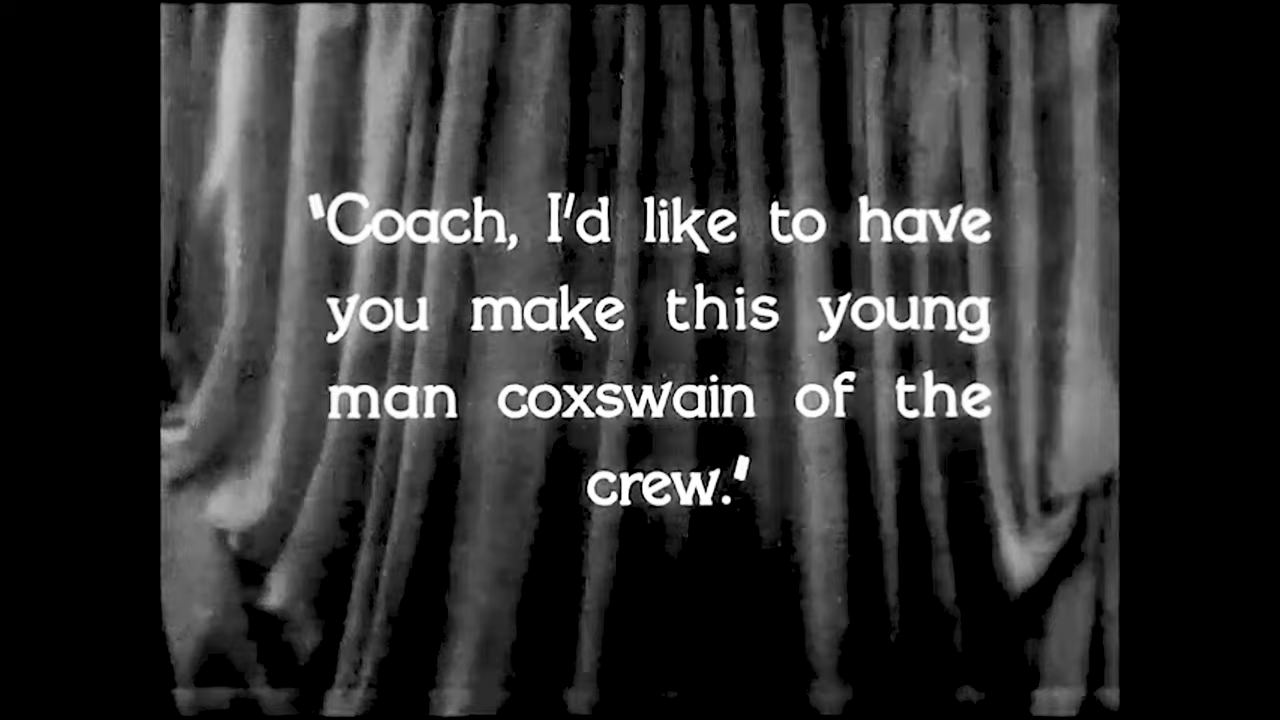 "Coach, I'd like to have
you make this young
man coxswain of the
crew."